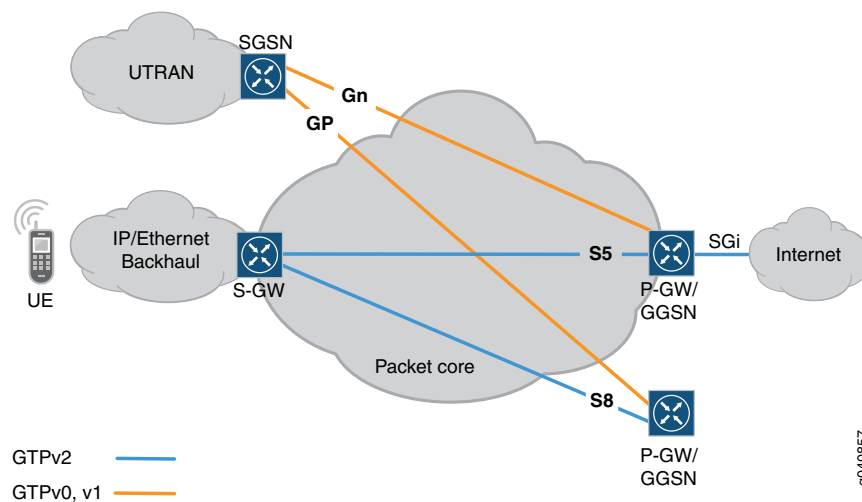 SGSN
UTRAN
Gn
GP
IP/Ethernet
Backhaul
UE
S-GW
S5
SGi
Internet
P-GW/
GGSN
Packet core
S8
P-GW/
GGSN
GTPv2
GTPv0, v1
g040857